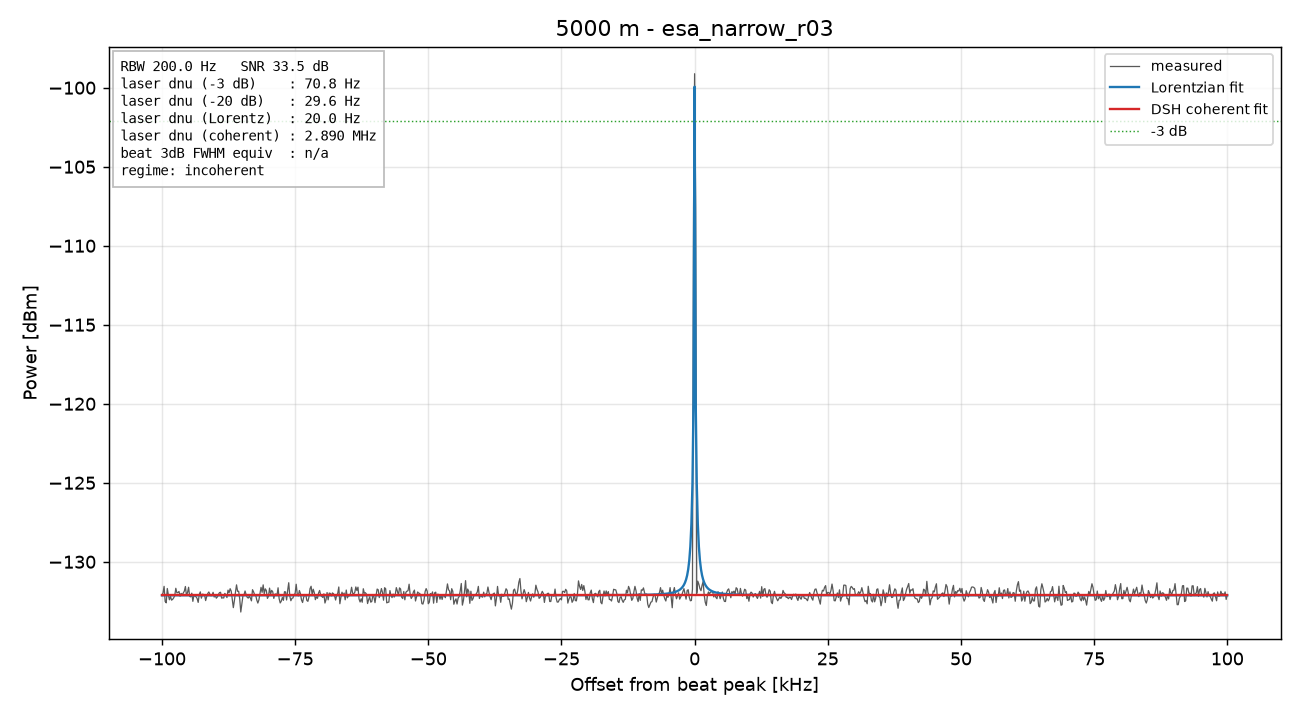 5000 m - esa_narrow_r03
RBW 200.0 Hz   SNR 33.5 dB
laser dnu (-3 dB)    : 70.8 Hz
laser dnu (-20 dB)   : 29.6 Hz
laser dnu (Lorentz)  : 20.0 Hz
laser dnu (coherent) : 2.890 MHz
beat 3dB FWHM equiv  : n/a
regime: incoherent
measured
Lorentzian fit
DSH coherent fit
-3 dB
Power [dBm]
−100
−105
−110
−115
−120
−125
−130
−100 −75 −50 −25 0 25 50 75 100
Offset from beat peak [kHz]